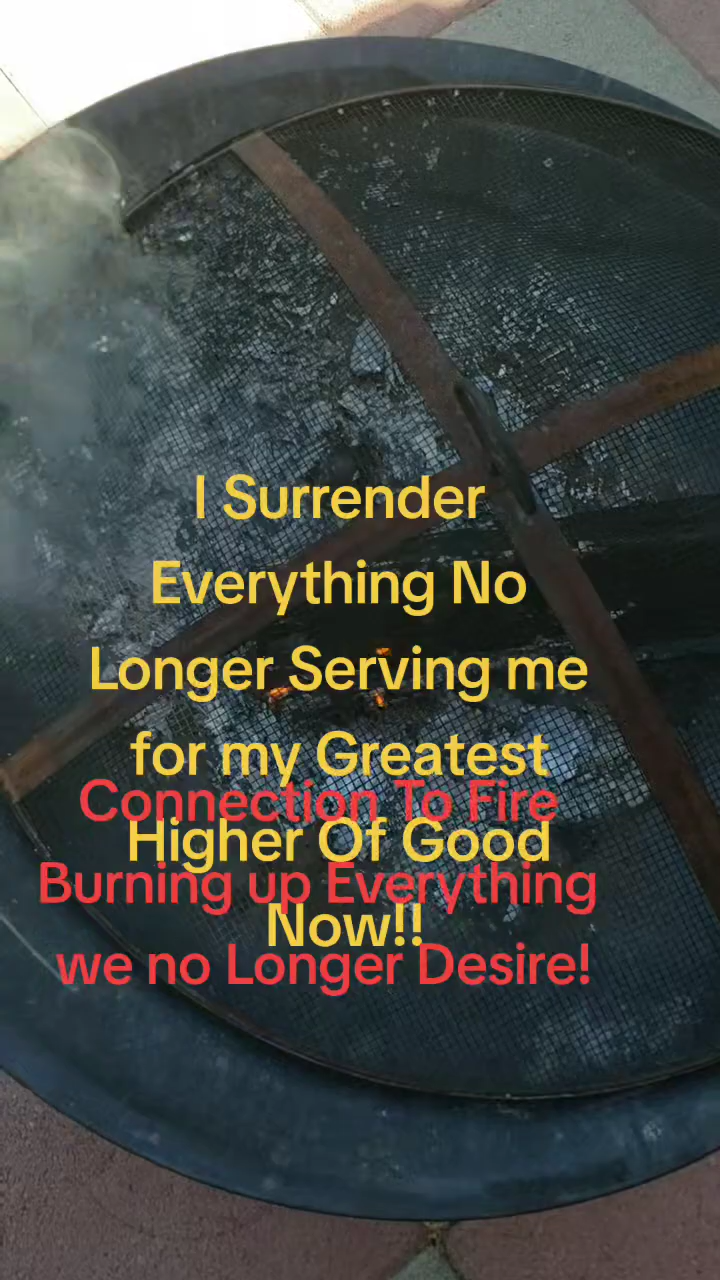 I Surrender
Everything No
Longer Serving me
for my Greatest
Higher Of Good
Now!!
Connection To Fire
Burning up Everything
we no Longer Desire!